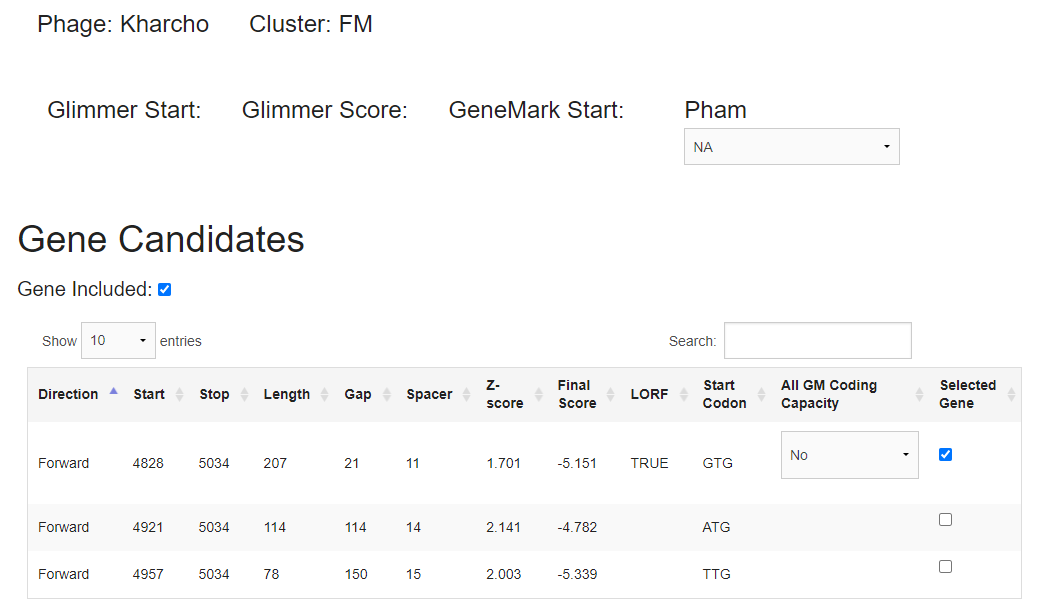 Phage: Kharcho Cluster: FM
Glimmer Start: Glimmer Score: GeneMark Start: Pham
NA
Gene Candidates
Gene Included:
Show 10 entries Search:
Direction Start Stop Length Gap Spacer Z-score Final Score LORF Start Codon All GM Coding Capacity Selected Gene
Forward 4828 5034 207 21 11 1.701 -5.151 TRUE GTG No
Forward 4921 5034 114 114 14 2.141 -4.782 ATG
Forward 4957 5034 78 150 15 2.003 -5.339 TTG